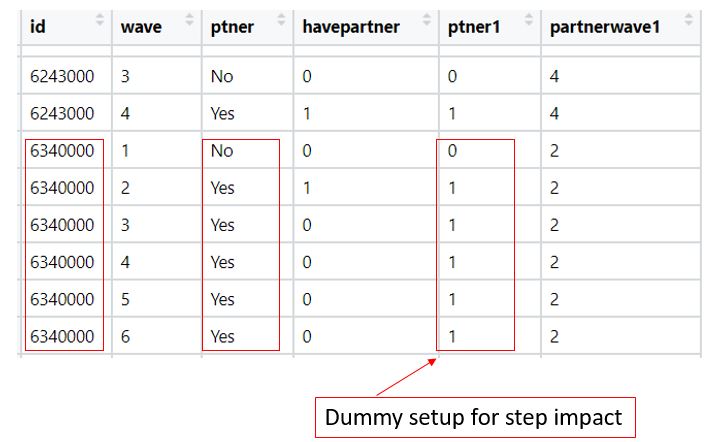 id wave ptner havepartner ptner1 partnerwave1
6243000 3 No 0 0 4
6243000 4 Yes 1 1 4
6340000 1 No 0 0 2
6340000 2 Yes 1 1 2
6340000 3 Yes 0 1 2
6340000 4 Yes 0 1 2
6340000 5 Yes 0 1 2
6340000 6 Yes 0 1 2
Dummy setup for step impact